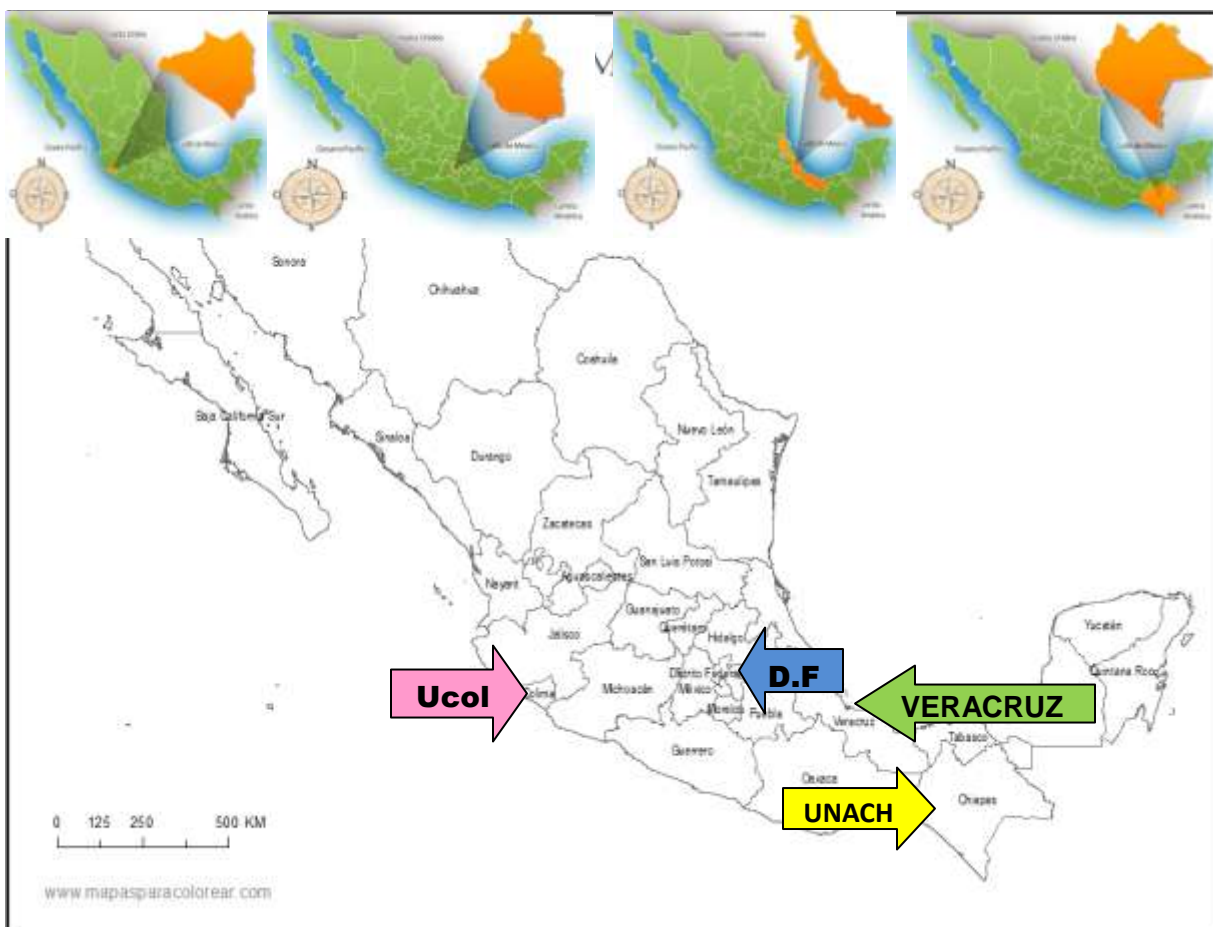 N
N
N
N
Sonora
Chihuahua
Coahuila
Baja California Sur
Sinaloa
Nuevo León
Durango
Tamaulipas
Zacatecas
San Luis Potosí
Nayarit
Aguascalientes
Guanajuato
Querétaro
Hidalgo
Yucatán
Jalisco
Quintana Roo
Distrito Federal
D.F
Ucol
Colima
Michoacán
México
VERACRUZ
Morelos
Puebla
Veracruz
Tabasco
Guerrero
Oaxaca
Chiapas
UNACH
0 125 250 500 KM
www.mapasparacolorear.com